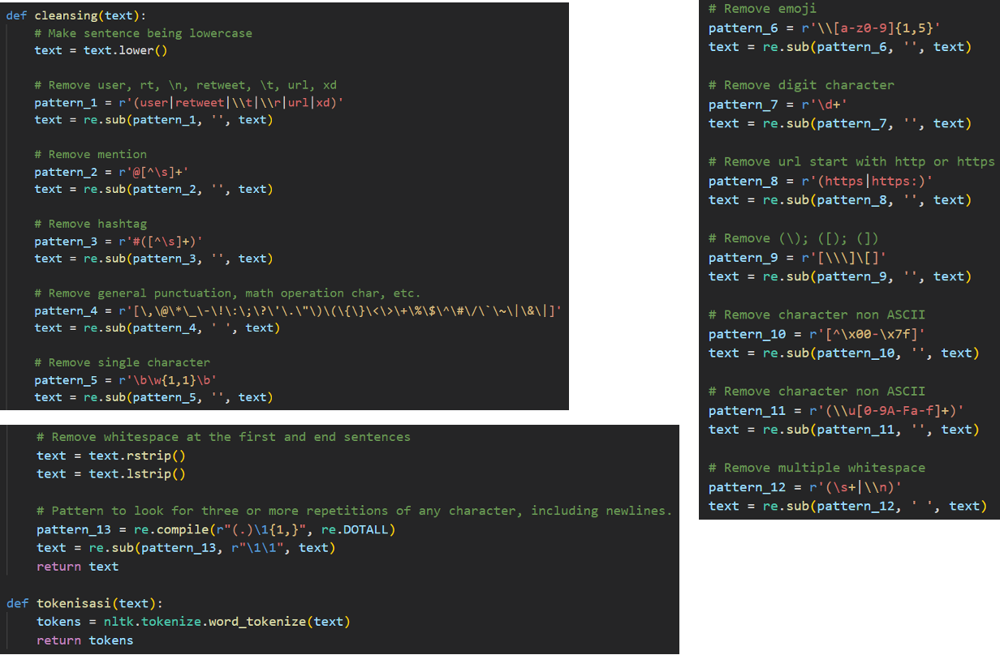 def cleansing(text):
# Make sentence being lowercase
text = text.lower()
# Remove user, rt, \n, retweet, \t, url, xd
pattern_1 = r'(user|retweet|\\t|\\r|url|xd)'
text = re.sub(pattern_1, '', text)
# Remove mention
pattern_2 = r'@[^\s]+'
text = re.sub(pattern_2, '', text)
# Remove hashtag
pattern_3 = r'#([^\s]+)'
text = re.sub(pattern_3, '', text)
# Remove general punctuation, math operation char, etc.
pattern_4 = r'[\,\@\*\_\-\!\:\;\?\'\.\"\)\(\{\}\<\>\+\%\$\^\#\/\`\~\|\&\|]'
text = re.sub(pattern_4, ' ', text)
# Remove single character
pattern_5 = r'\b\w{1,1}\b'
text = re.sub(pattern_5, '', text)
# Remove emoji
pattern_6 = r'\\[a-z0-9]{1,5}'
text = re.sub(pattern_6, '', text)
# Remove digit character
pattern_7 = r'\d+'
text = re.sub(pattern_7, '', text)
# Remove url start with http or https
pattern_8 = r'(https|https:)'
text = re.sub(pattern_8, '', text)
# Remove (\); ([); (])
pattern_9 = r'[\\\]\[]'
text = re.sub(pattern_9, '', text)
# Remove character non ASCII
pattern_10 = r'[^\x00-\x7f]'
text = re.sub(pattern_10, '', text)
# Remove character non ASCII
pattern_11 = r'(\\u[0-9A-Fa-f]+)'
text = re.sub(pattern_11, '', text)
# Remove multiple whitespace
pattern_12 = r'(\s+|\\n)'
text = re.sub(pattern_12, ' ', text)
# Remove whitespace at the first and end sentences
text = text.rstrip()
text = text.lstrip()
# Pattern to look for three or more repetitions of any character, including newlines.
pattern_13 = re.compile(r"(.)\1{1,}", re.DOTALL)
text = re.sub(pattern_13, r"\1\1", text)
return text
def tokenisasi(text):
tokens = nltk.tokenize.word_tokenize(text)
return tokens